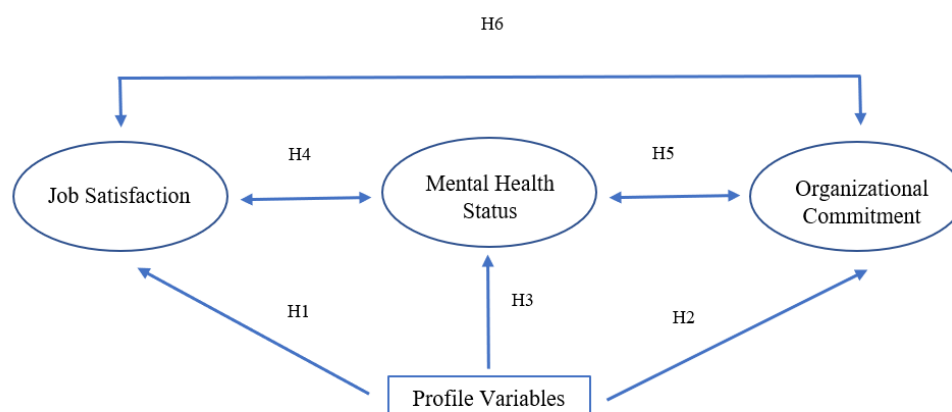 H6
H4
H5
Job Satisfaction
Mental Health
Status
Organizational
Commitment
H1
H3
H2
Profile Variables